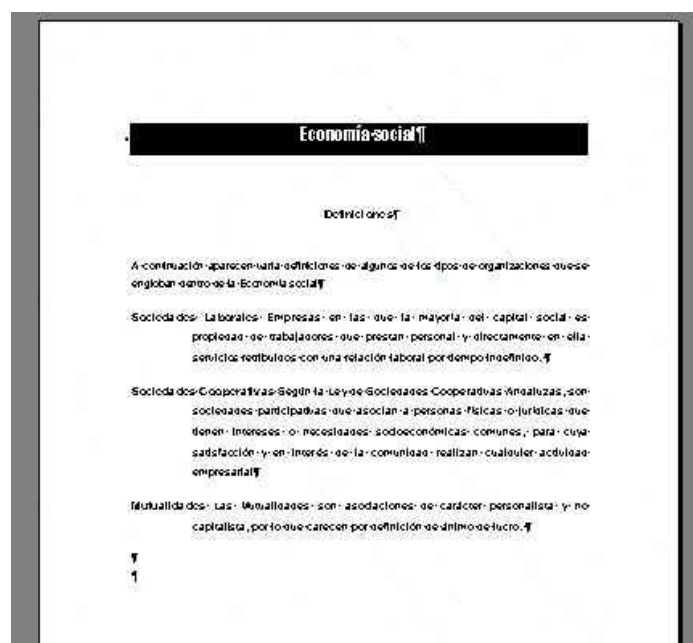 Economía social¶
Definiciones¶
A continuación aparecen varia definiciones de algunos de los tipos de organizaciones que se
engloban dentro de la Economía social¶
Sociedades Laborales Empresas en las que la mayoría del capital social es
propiedad de trabajadores que prestan personal y directamente en ella
servicios retribuidos con una relación laboral por tiempo indefinido.¶
Sociedades Cooperativas Según la Ley de Sociedades Cooperativas Andaluzas, son
sociedades participativas que asocian a personas físicas o jurídicas que
tienen intereses o necesidades socioeconómicas comunes, para cuya
satisfacción y en interés de la comunidad realizan cualquier actividad
empresarial¶
Mutualidades Las Mutualidades son asociaciones de carácter personalista y no
capitalista, por lo que carecen por definición de ánimo de lucro.¶
¶
¶